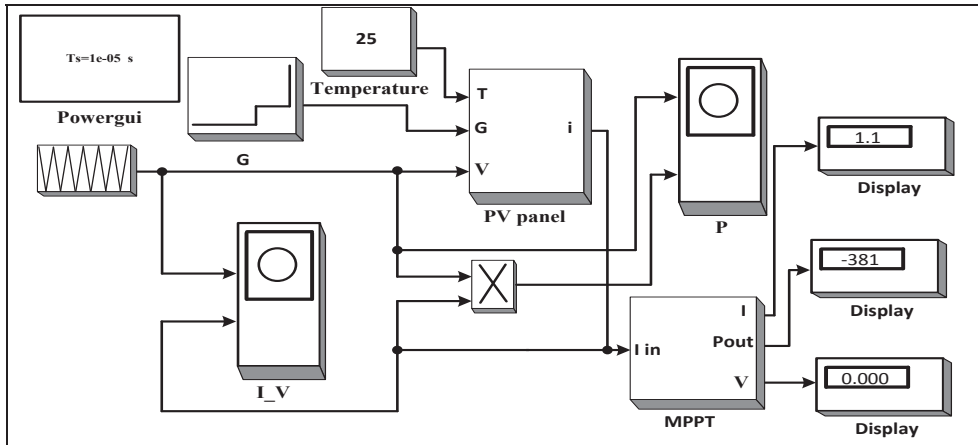 Ts=1e-05 s
Powergui
25
Temperature
G
T
G
V
i
PV panel
P
1.1
Display
-381
Display
I_V
I in
I
Pout
V
MPPT
0.000
Display